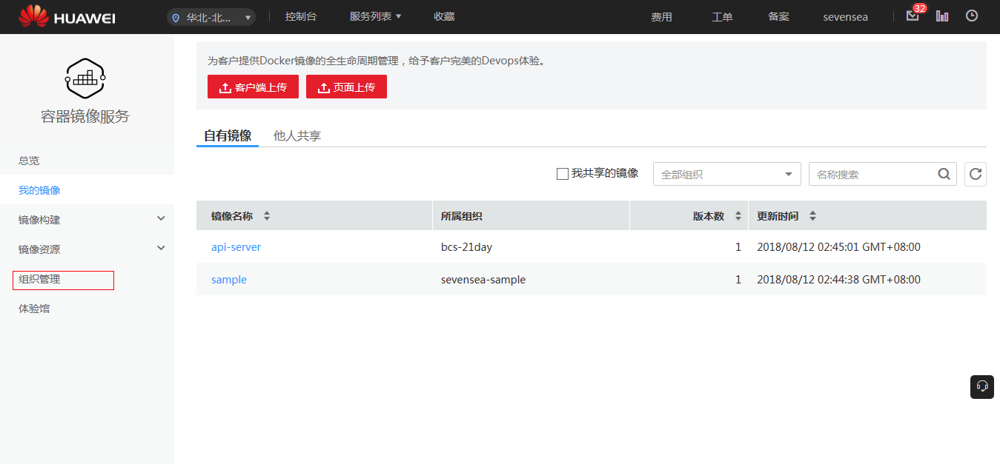 HUAWEI 华北-北... 控制台 服务列表 收藏 费用 工单 备案 sevensea 32
容器镜像服务
总览
我的镜像
镜像构建
镜像资源
组织管理
体验馆
为客户提供Docker镜像的全生命周期管理，给予客户完美的Devops体验。
客户端上传 页面上传
自有镜像 他人共享
我共享的镜像 全部组织 名称搜索
镜像名称 所属组织 版本数 更新时间
api-server bcs-21day 1 2018/08/12 02:45:01 GMT+08:00
sample sevensea-sample 1 2018/08/12 02:44:38 GMT+08:00